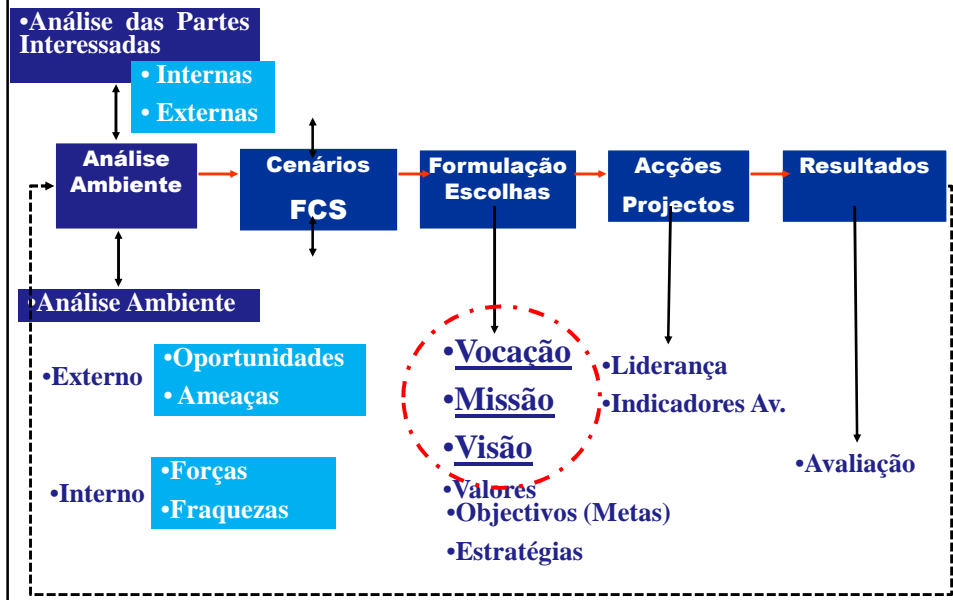 •Análise das Partes
Interessadas
• Internas
• Externas
Análise
Ambiente
Cenários
FCS
Formulação
Escolhas
Acções
Projectos
Resultados
•Análise Ambiente
•Externo
•Oportunidades
• Ameaças
•Interno
•Forças
•Fraquezas
•Vocação
•Missão
•Visão
•Valores
•Objectivos (Metas)
•Estratégias
•Liderança
•Indicadores Av.
•Avaliação